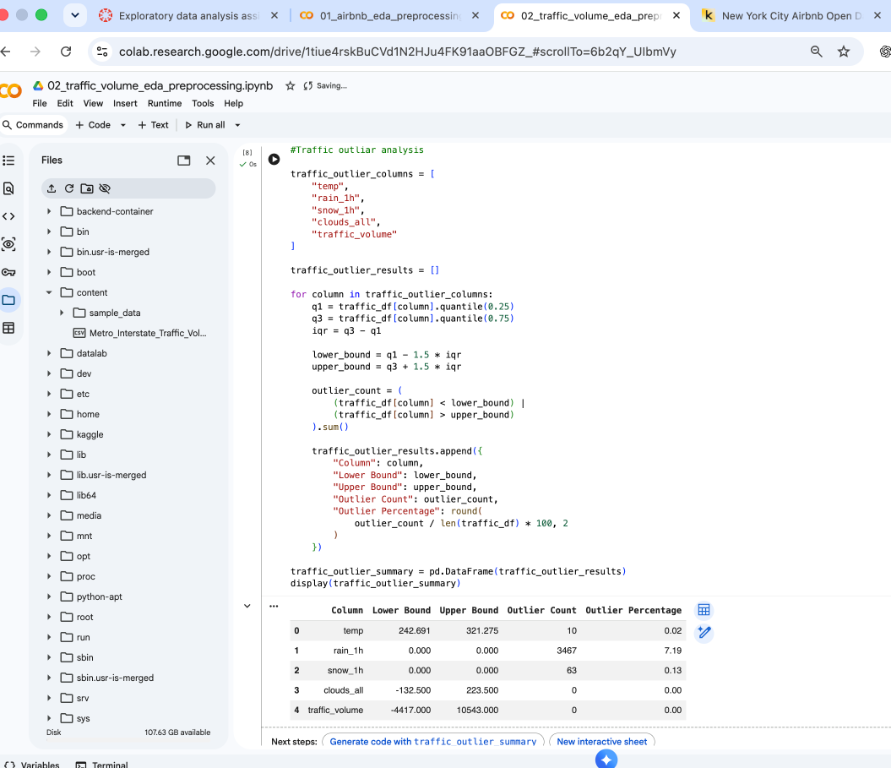 Exploratory data analysis ass
01_airbnb_eda_preprocessin
02_traffic_volume_eda_prep
New York City Airbnb Open D
colab.research.google.com/drive/1tiue4rskBuCVd1N2HJu4FK91aaOBFGZ_#scrollTo=6b2qY_UIbmVy
02_traffic_volume_eda_preprocessing.ipynb Saving...
File Edit View Insert Runtime Tools Help
Commands + Code + Text Run all
Files
backend-container
bin
bin.usr-is-merged
boot
content
sample_data
Metro_Interstate_Traffic_Vol...
datalab
dev
etc
home
kaggle
lib
lib.usr-is-merged
lib64
media
mnt
opt
proc
python-apt
root
run
sbin
sbin.usr-is-merged
srv
sys
Disk 107.63 GB available
[8]
0s
#Traffic outliar analysis
traffic_outlier_columns = [
"temp",
"rain_1h",
"snow_1h",
"clouds_all",
"traffic_volume"
]
traffic_outlier_results = []
for column in traffic_outlier_columns:
q1 = traffic_df[column].quantile(0.25)
q3 = traffic_df[column].quantile(0.75)
iqr = q3 - q1
lower_bound = q1 - 1.5 * iqr
upper_bound = q3 + 1.5 * iqr
outlier_count = (
(traffic_df[column] < lower_bound) |
(traffic_df[column] > upper_bound)
).sum()
traffic_outlier_results.append({
"Column": column,
"Lower Bound": lower_bound,
"Upper Bound": upper_bound,
"Outlier Count": outlier_count,
"Outlier Percentage": round(
outlier_count / len(traffic_df) * 100, 2
)
})
traffic_outlier_summary = pd.DataFrame(traffic_outlier_results)
display(traffic_outlier_summary)
Column Lower Bound Upper Bound Outlier Count Outlier Percentage
0 temp 242.691 321.275 10 0.02
1 rain_1h 0.000 0.000 3467 7.19
2 snow_1h 0.000 0.000 63 0.13
3 clouds_all -132.500 223.500 0 0.00
4 traffic_volume -4417.000 10543.000 0 0.00
Next steps: Generate code with traffic_outlier_summary New interactive sheet
Variables Terminal